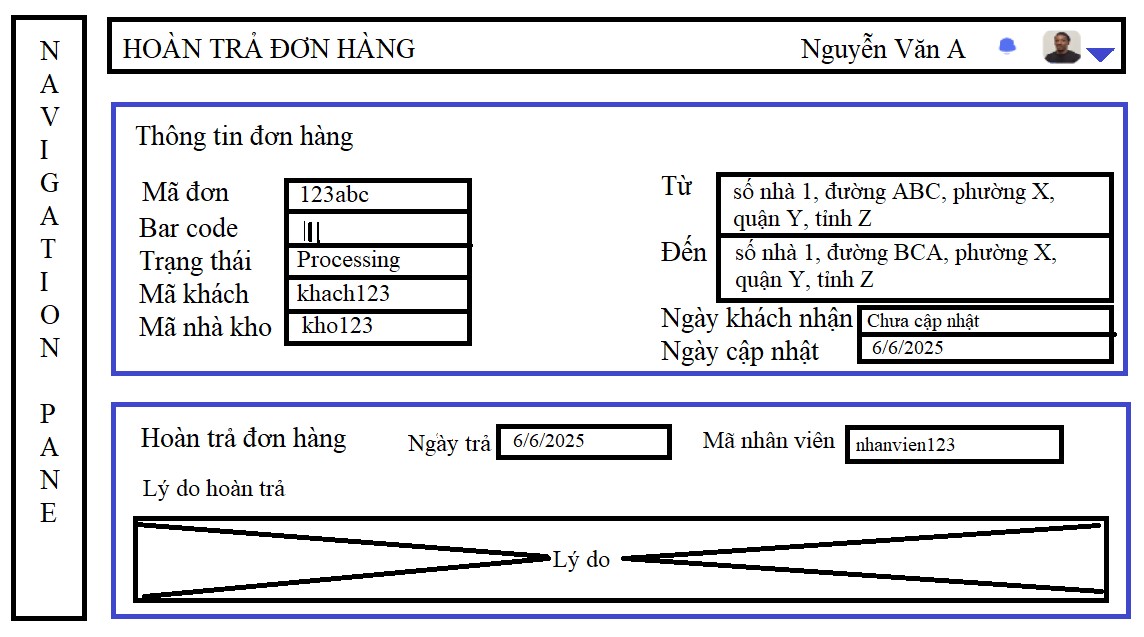 NAVIGATION PANE
HOÀN TRẢ ĐƠN HÀNG
Nguyễn Văn A
Thông tin đơn hàng
Mã đơn
123abc
Bar code
Trạng thái
Processing
Mã khách
khach123
Mã nhà kho
kho123
Từ
số nhà 1, đường ABC, phường X,
quận Y, tỉnh Z
Đến
số nhà 1, đường BCA, phường X,
quận Y, tỉnh Z
Ngày khách nhận
Chưa cập nhật
Ngày cập nhật
6/6/2025
Hoàn trả đơn hàng
Ngày trả
6/6/2025
Mã nhân viên
nhanvien123
Lý do hoàn trả
Lý do